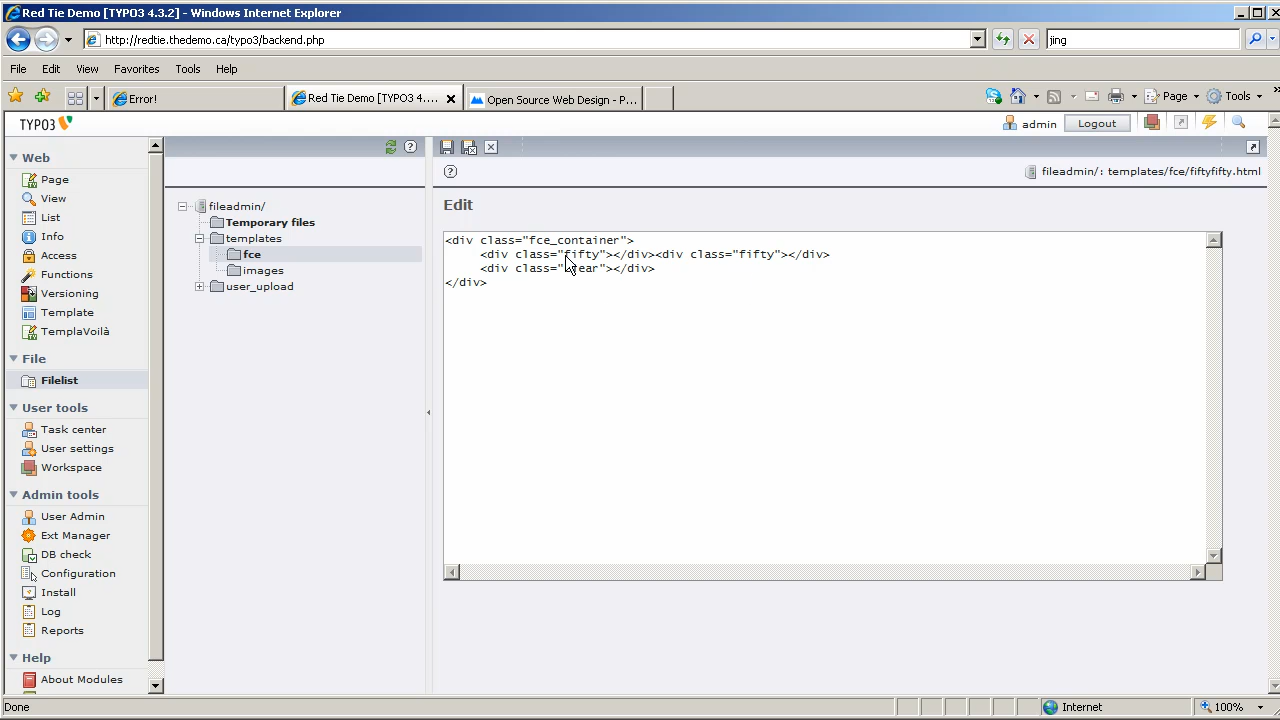 Red Tie Demo [TYPO3 4.3.2] - Windows Internet Explorer
http://redtie.thedemo.ca/typo3/backend.php
jing
File Edit View Favorites Tools Help
Error!
Red Tie Demo [TYPO3 4....
Open Source Web Design - P...
Page
Tools
TYPO3
admin
Logout
Web
Page
View
List
Info
Access
Functions
Versioning
Template
TemplaVoilà
File
Filelist
User tools
Task center
User settings
Workspace
Admin tools
User Admin
Ext Manager
DB check
Configuration
Install
Log
Reports
Help
About Modules
fileadmin/
Temporary files
templates
fce
images
user_upload
fileadmin/: templates/fce/fiftyfifty.html
Edit
<div class="fce_container">
<div class="fifty"></div><div class="fifty"></div>
<div class="clear"></div>
</div>
Done
Internet
100%